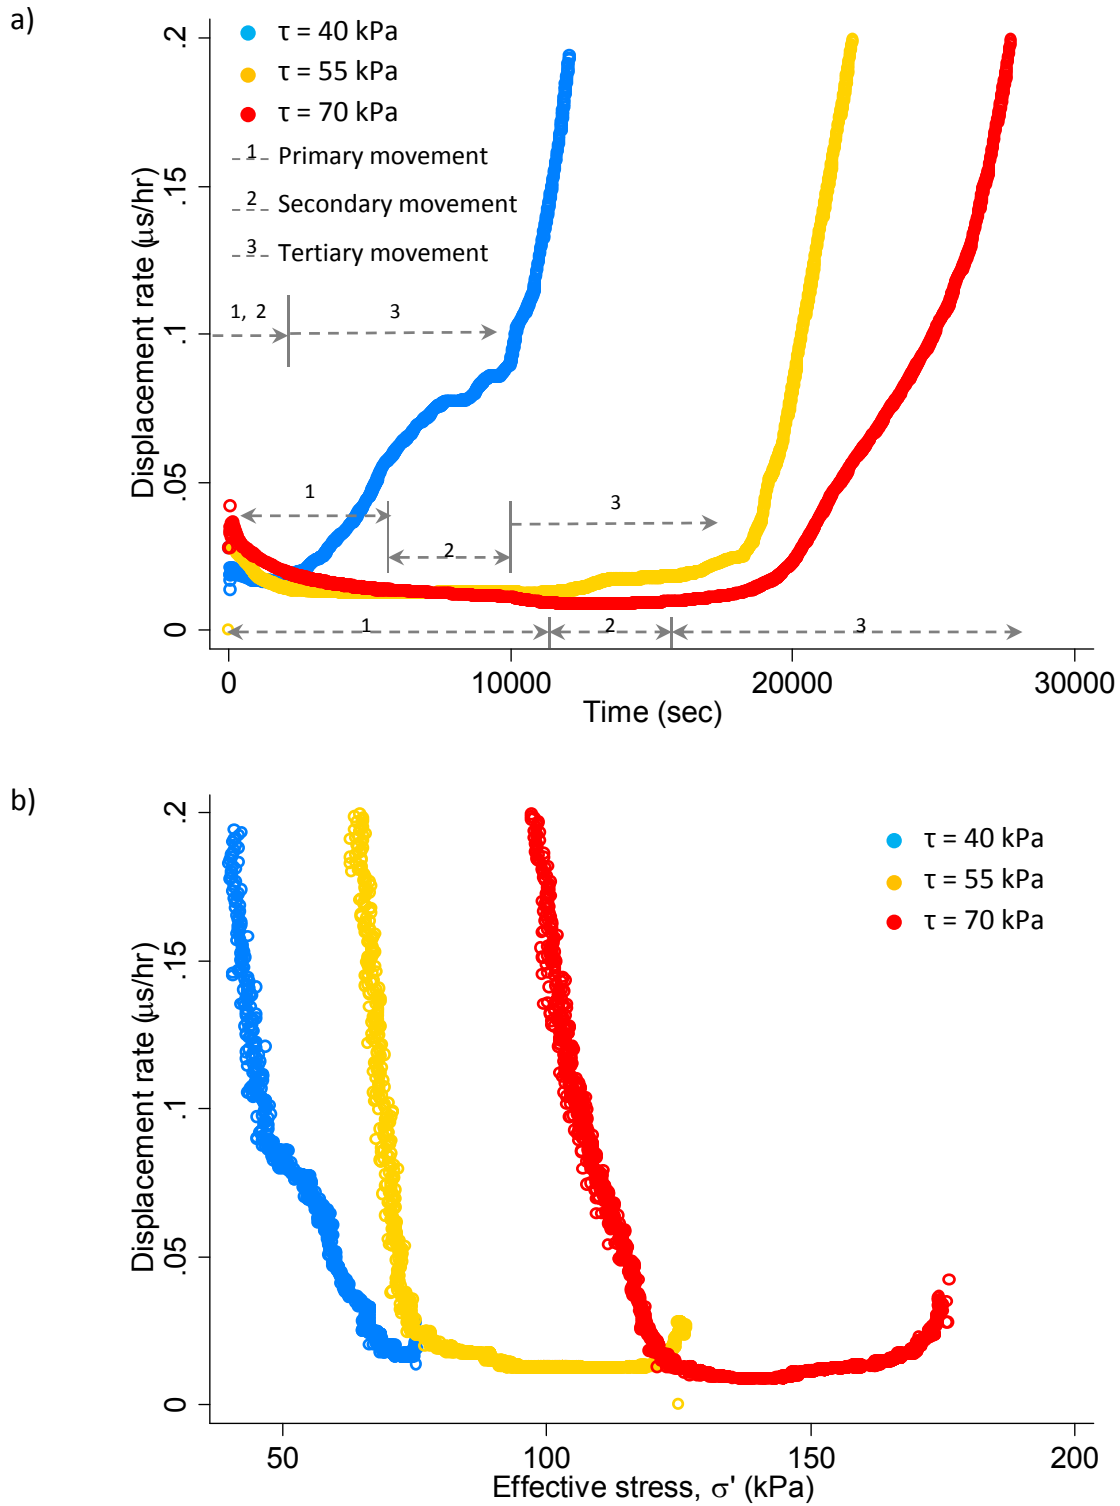 a)
τ = 40 kPa
τ = 55 kPa
τ = 70 kPa
1 Primary movement
2 Secondary movement
3 Tertiary movement
.2
.15
.1
.05
0
Displacement rate (μs/hr)
1, 2
3
1
2
3
1
2
3
0
10000
20000
30000
Time (sec)
b)
τ = 40 kPa
τ = 55 kPa
τ = 70 kPa
.2
.15
.1
.05
0
Displacement rate (μs/hr)
50
100
150
200
Effective stress, σ' (kPa)